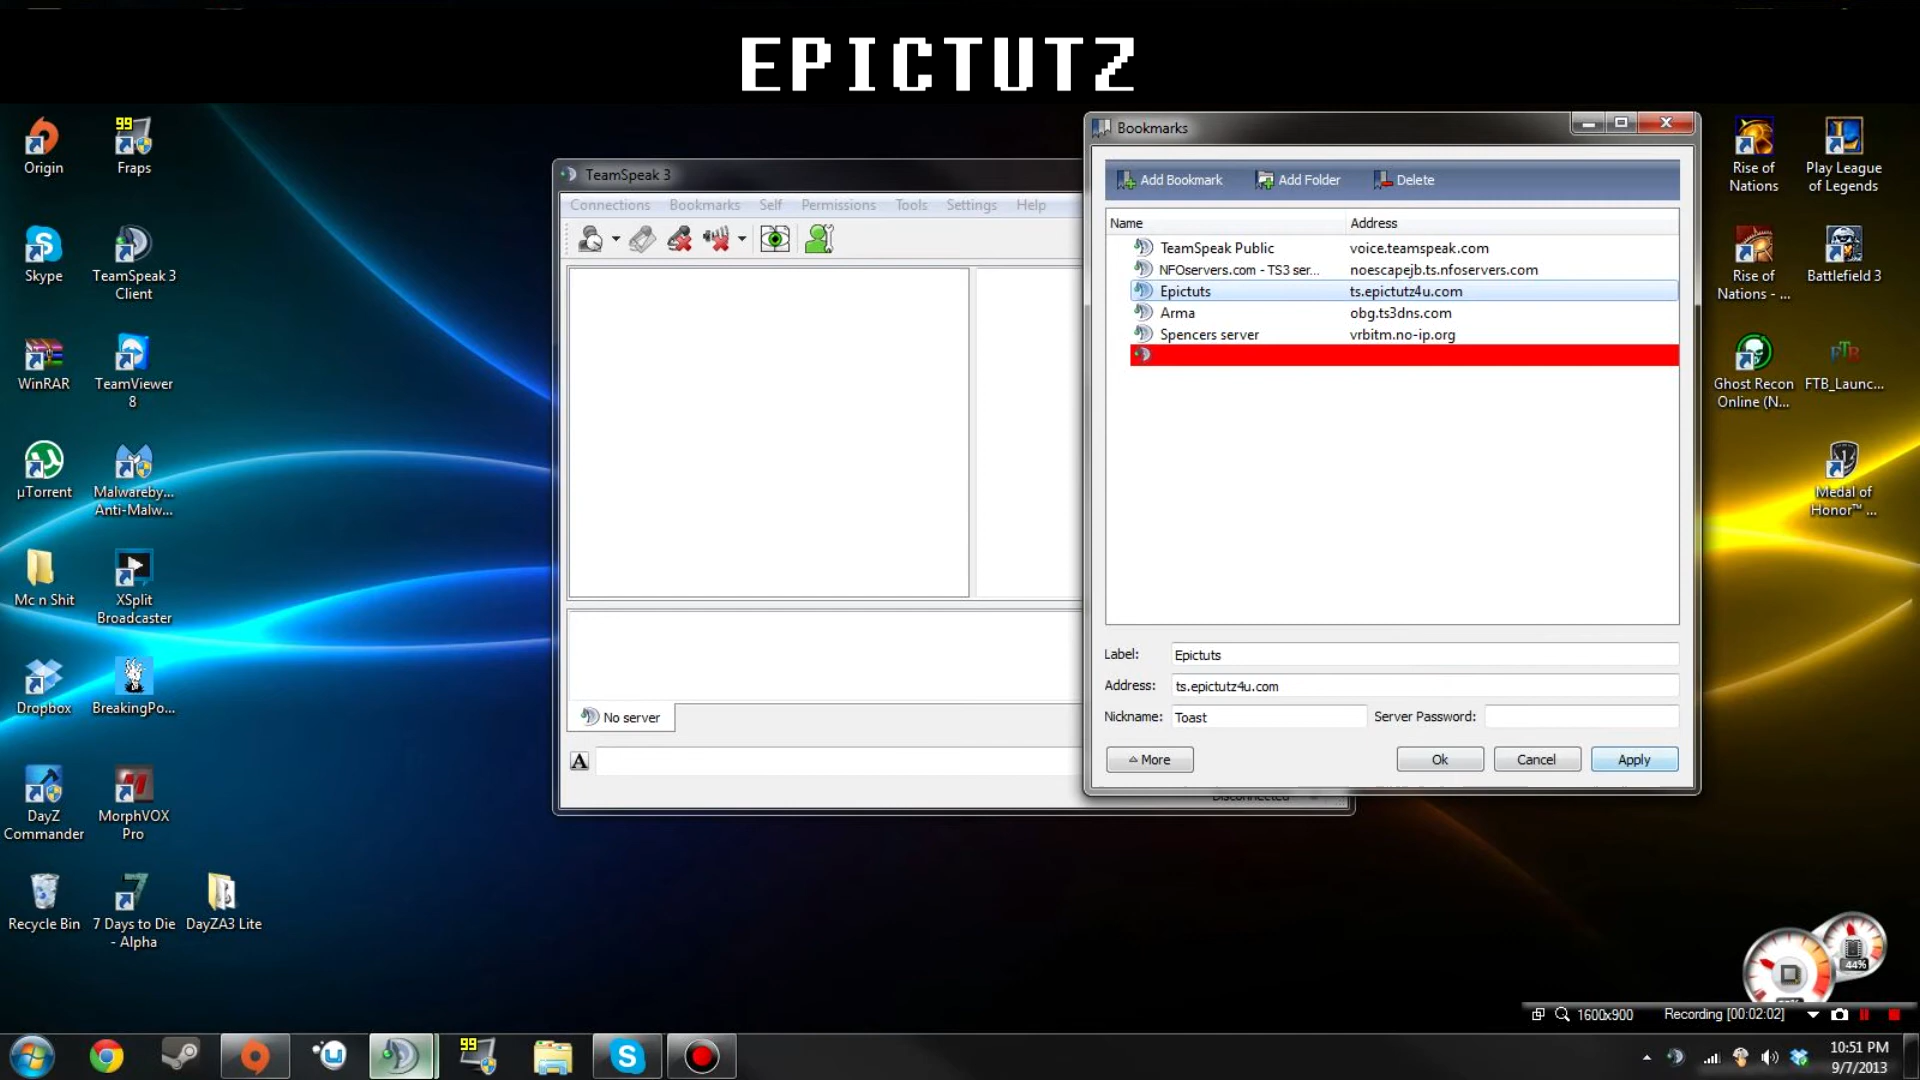 EPICTUTZ
Origin
99
Fraps
Skype
TeamSpeak 3
Client
WinRAR
TeamViewer
8
µTorrent
Malwareby...
Anti-Malw...
Mc n Shit
XSplit
Broadcaster
Dropbox
BreakingPo...
DayZ
Commander
MorphVOX
Pro
Recycle Bin
7 Days to Die
- Alpha
DayZA3 Lite
TeamSpeak 3
Connections Bookmarks Self Permissions Tools Settings Help
No server
A
Disconnected
Bookmarks
Add Bookmark Add Folder Delete
Name Address
TeamSpeak Public voice.teamspeak.com
NFOservers.com - TS3 ser... noescapejb.ts.nfoservers.com
Epictuts ts.epictutz4u.com
Arma obg.ts3dns.com
Spencers server vrbitm.no-ip.org
Label: Epictuts
Address: ts.epictutz4u.com
Nickname: Toast Server Password:
More Ok Cancel Apply
Rise of
Nations
Play League
of Legends
Rise of
Nations - ...
Battlefield 3
Ghost Recon
Online (N...
FTB
FTB_Launc...
Medal of
Honor™ ...
44%
1600x900 Recording [00:02:02]
99
10:51 PM
9/7/2013